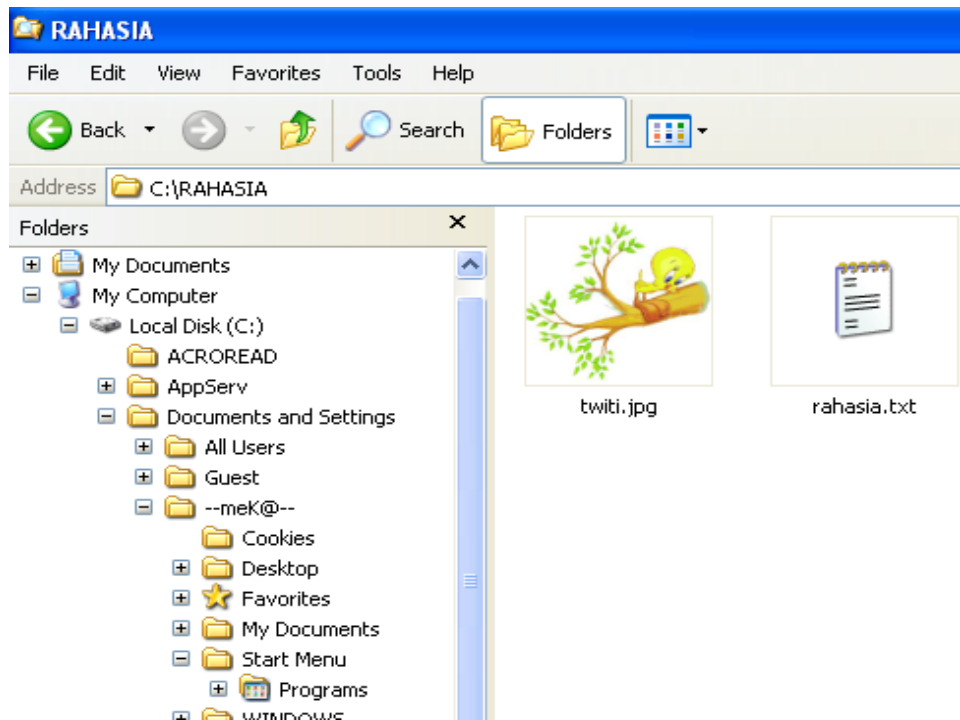 RAHASIA
File Edit View Favorites Tools Help
Back Search Folders
Address C:\RAHASIA
Folders
My Documents
My Computer
Local Disk (C:)
ACROREAD
AppServ
Documents and Settings
All Users
Guest
--meK@--
Cookies
Desktop
Favorites
My Documents
Start Menu
Programs
WINDOWS
twiti.jpg rahasia.txt